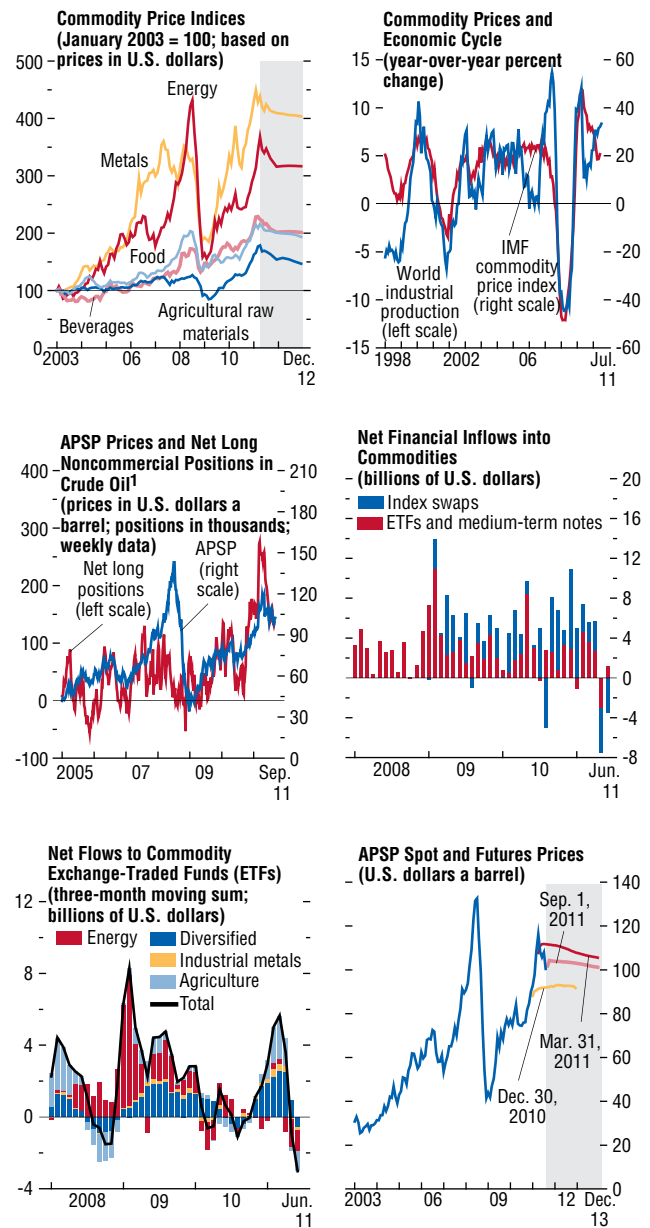 Commodity Price Indices
(January 2003 = 100; based on
prices in U.S. dollars)
500
400
300
200
100
0
Energy
Metals
Food
Beverages
Agricultural raw
materials
2003
06
08
10
Dec.
12
Commodity Prices and
Economic Cycle
(year-over-year percent
change)
15
10
5
0
-5
-10
-15
60
40
20
0
-20
-40
-60
World
industrial
production
(left scale)
IMF
commodity
price index
(right scale)
1998
2002
06
Jul.
11
APSP Prices and Net Long
Noncommercial Positions in
Crude Oil¹
(prices in U.S. dollars a
barrel; positions in thousands;
weekly data)
400
300
200
100
0
-100
210
180
150
120
90
60
30
0
Net long
positions
(left scale)
APSP
(right
scale)
2005
07
09
Sep.
11
Net Financial Inflows into
Commodities
(billions of U.S. dollars)
Index swaps
ETFs and medium-term notes
20
16
12
8
4
0
-4
-8
2008
09
10
Jun.
11
Net Flows to Commodity
Exchange-Traded Funds (ETFs)
(three-month moving sum;
billions of U.S. dollars)
Energy
Diversified
Industrial metals
Agriculture
Total
12
8
4
0
-4
2008
09
10
Jun.
11
APSP Spot and Futures Prices
(U.S. dollars a barrel)
140
120
100
80
60
40
20
0
Sep. 1,
2011
Mar. 31,
2011
Dec. 30,
2010
2003
06
09
12
Dec.
13